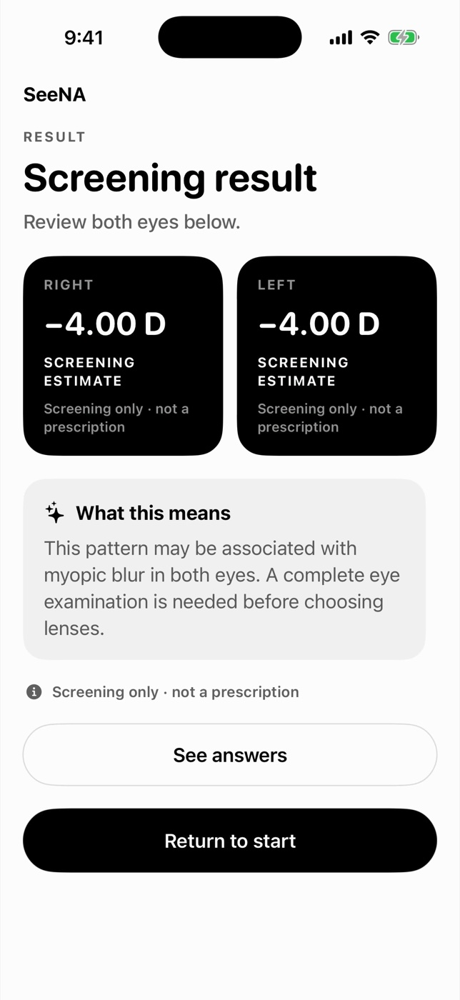 9:41
SeeNA
RESULT
Screening result
Review both eyes below.
RIGHT
−4.00 D
SCREENING
ESTIMATE
Screening only · not a
prescription
LEFT
−4.00 D
SCREENING
ESTIMATE
Screening only · not a
prescription
What this means
This pattern may be associated with
myopic blur in both eyes. A complete eye
examination is needed before choosing
lenses.
Screening only · not a prescription
See answers
Return to start